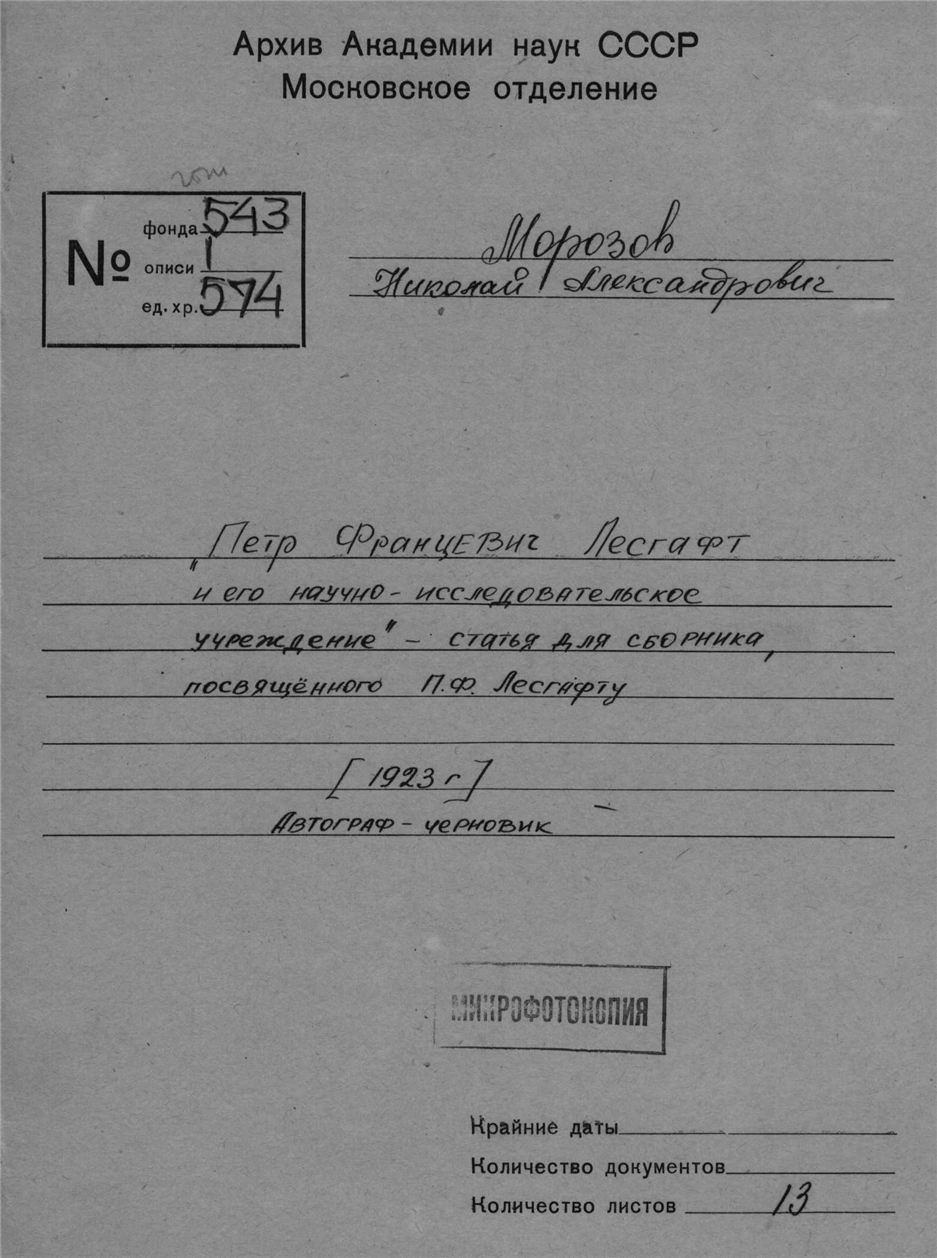 Архив Академии наук СССР
Московское отделение
№
фонда 543
описи 1
ед. хр. 574
Морозов
Николай Александрович
"Петр Францевич Лесгафт
и его научно-исследовательское
учреждение" - статья для сборника,
посвящённого П.Ф. Лесгафту
[1923 г]
Автограф - черновик
МИКРОФОТОКОПИЯ
Крайние даты
Количество документов
Количество листов 13